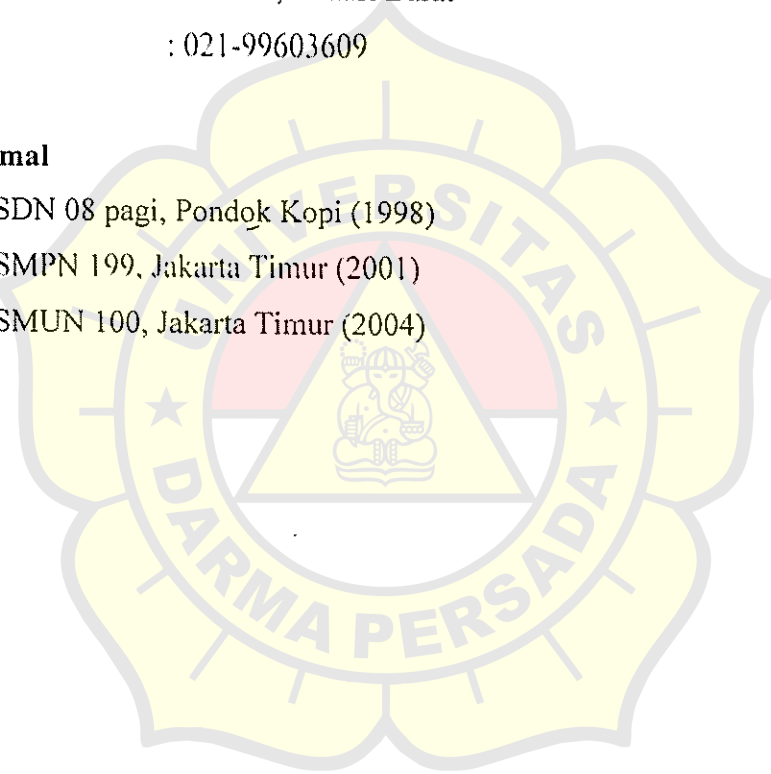 : 021-99603609
mal
SDN 08 pagi, Pondok Kopi (1998)
SMPN 199, Jakarta Timur (2001)
SMUN 100, Jakarta Timur (2004)
UNIVERSITAS
DARMA PERSADA